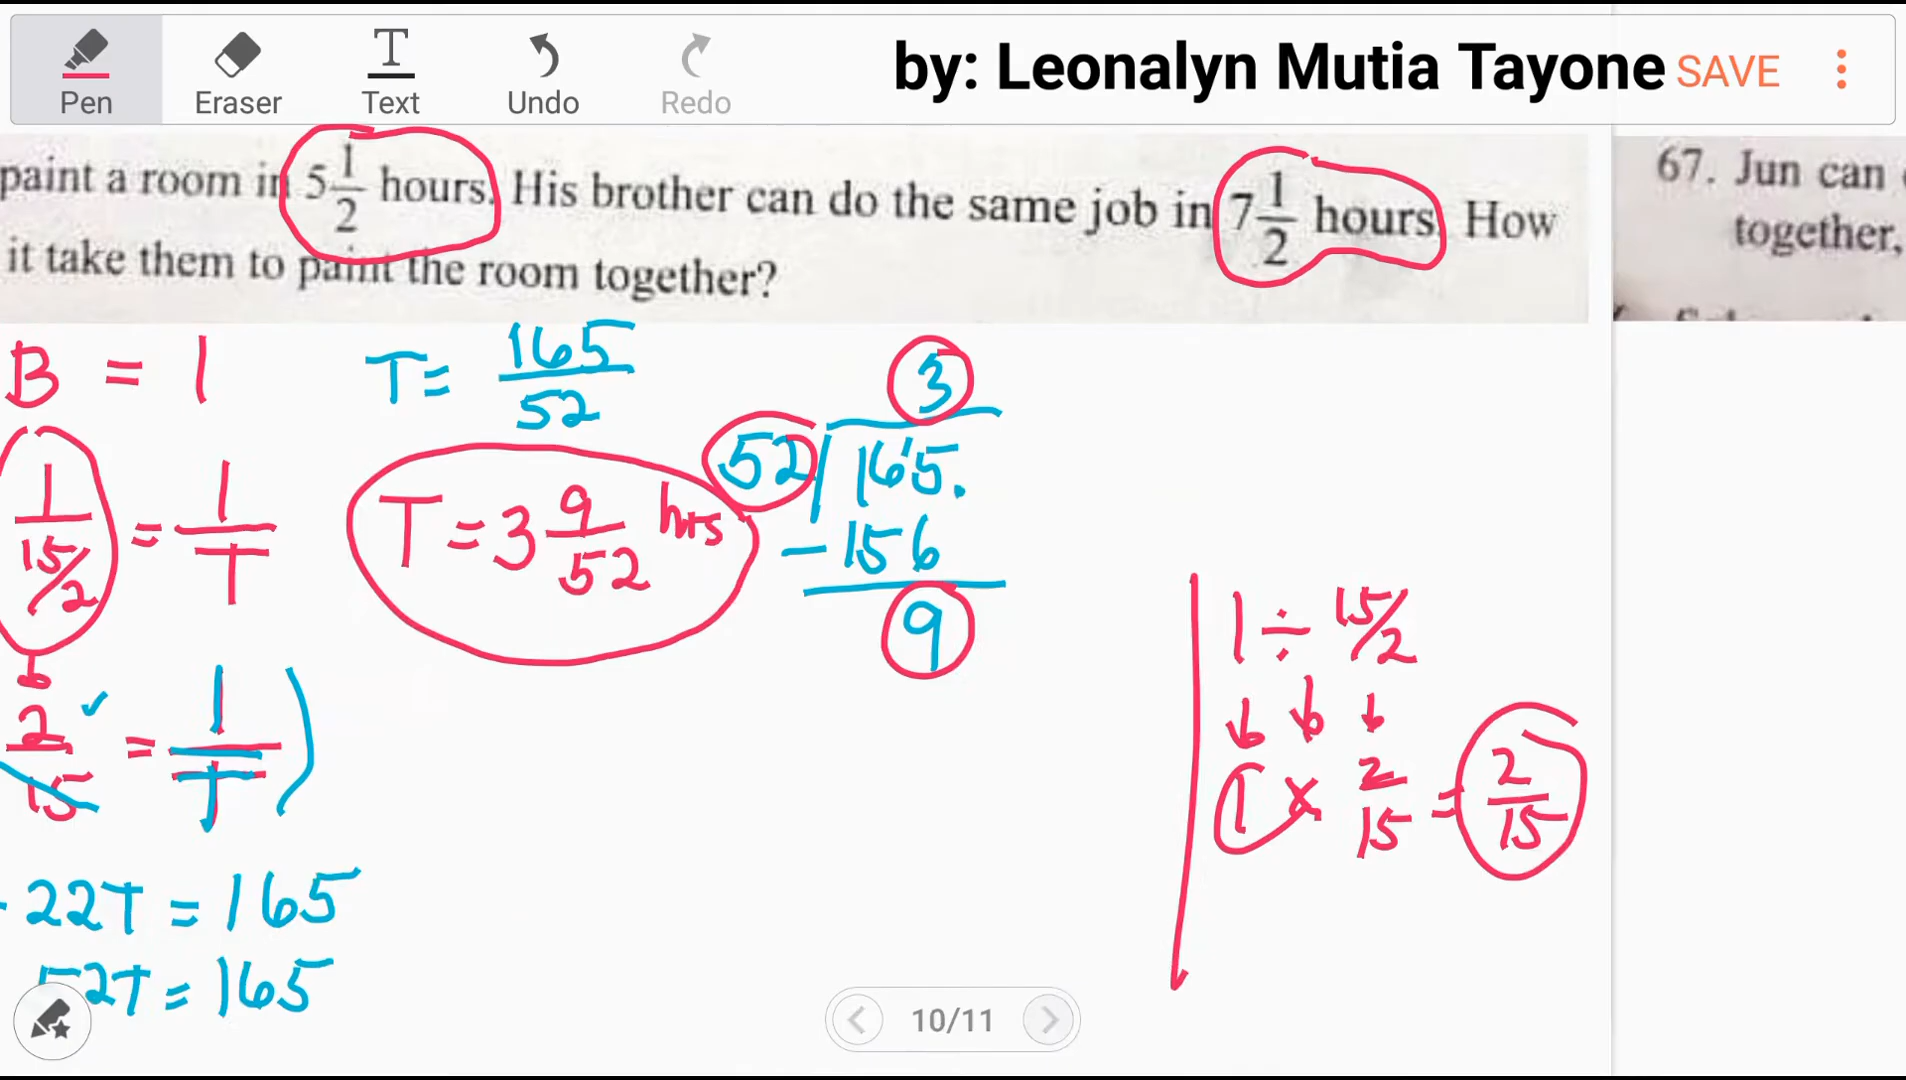 Pen Eraser Text Undo Redo by: Leonalyn Mutia Tayone SAVE
paint a room in 5 1/2 hours. His brother can do the same job in 7 1/2 hours. How
it take them to paint the room together?
67. Jun can
together,
B = 1
1/(15/2) = 1/T
2/15 = 1/T )
22T = 165
52T = 165
T = 165/52
T = 3 9/52 hrs
3
52 165.
- 156
9
1 ÷ 15/2
1 × 2/15 = 2/15
10/11